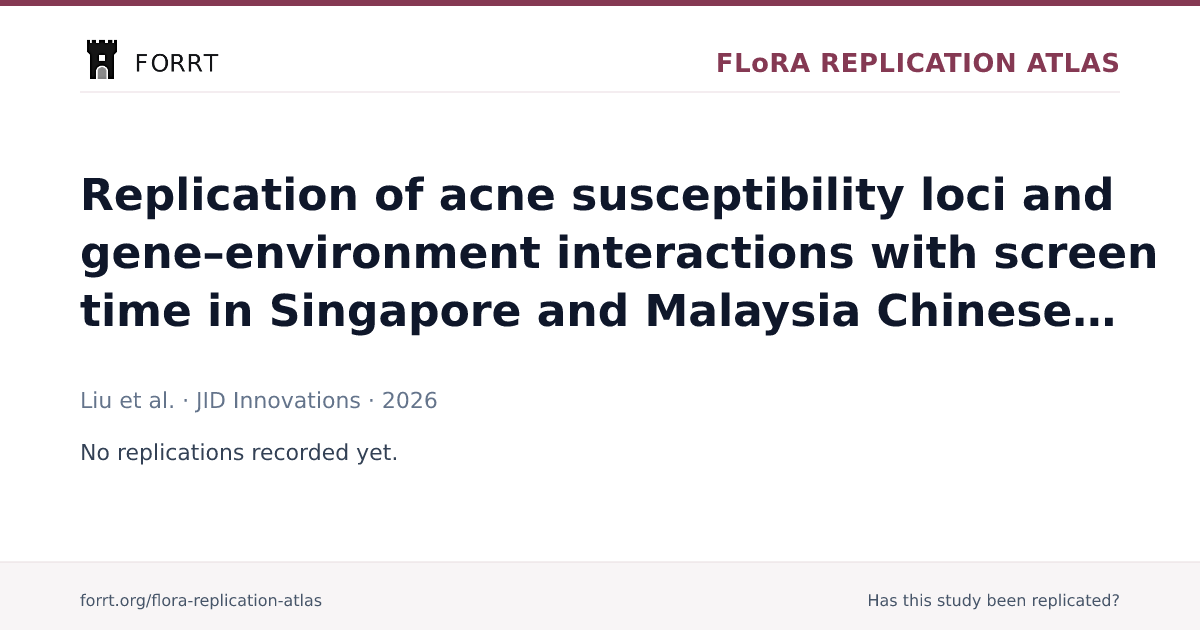 FORRT
FLoRA REPLICATION ATLAS
Replication of acne susceptibility loci and
gene–environment interactions with screen
time in Singapore and Malaysia Chinese…
Liu et al. · JID Innovations · 2026
No replications recorded yet.
forrt.org/flora-replication-atlas
Has this study been replicated?